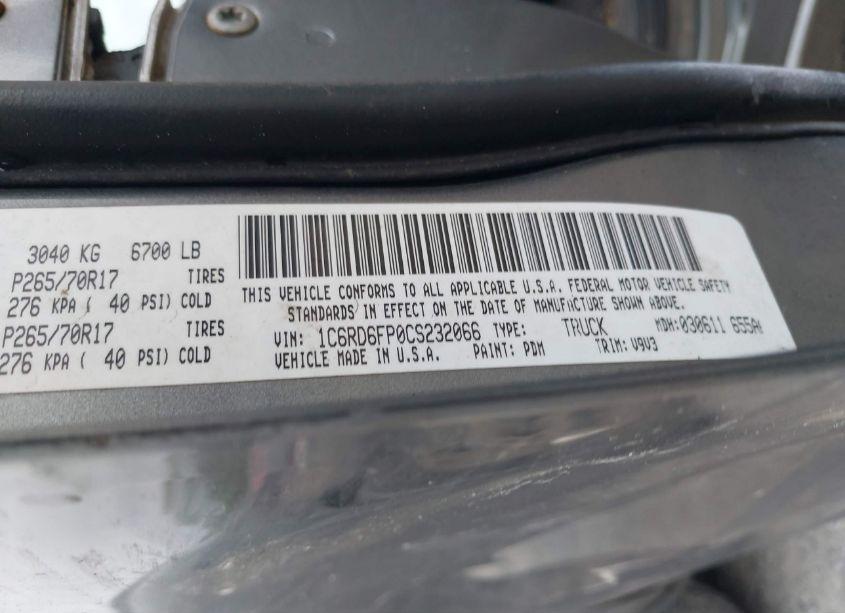 3040 KG 6700 LB
P265/70R17 TIRES
276 KPA ( 40 PSI) COLD
P265/70R17 TIRES
276 KPA ( 40 PSI) COLD
THIS VEHICLE CONFORMS TO ALL APPLICABLE U.S.A. FEDERAL MOTOR VEHICLE SAFETY
STANDARDS IN EFFECT ON THE DATE OF MANUFACTURE SHOWN ABOVE.
VIN: 1C6RD6FP0CS232066 TYPE: TRUCK MDH:030611 655A
VEHICLE MADE IN U.S.A. PAINT: PDM TRIM: V9V3